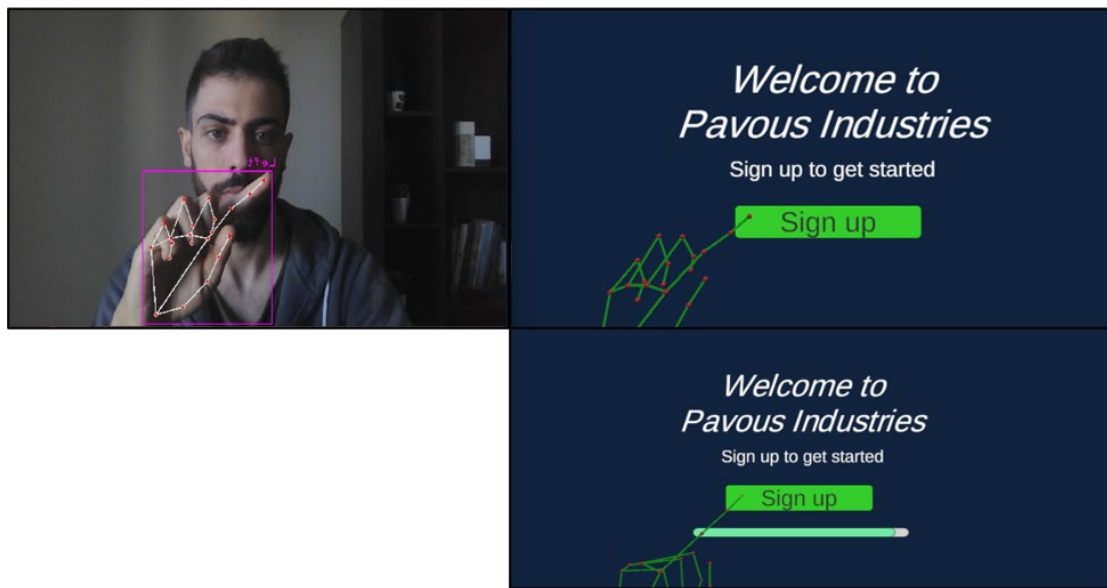 Left
Welcome to
Pavous Industries
Sign up to get started
Sign up
Welcome to
Pavous Industries
Sign up to get started
Sign up